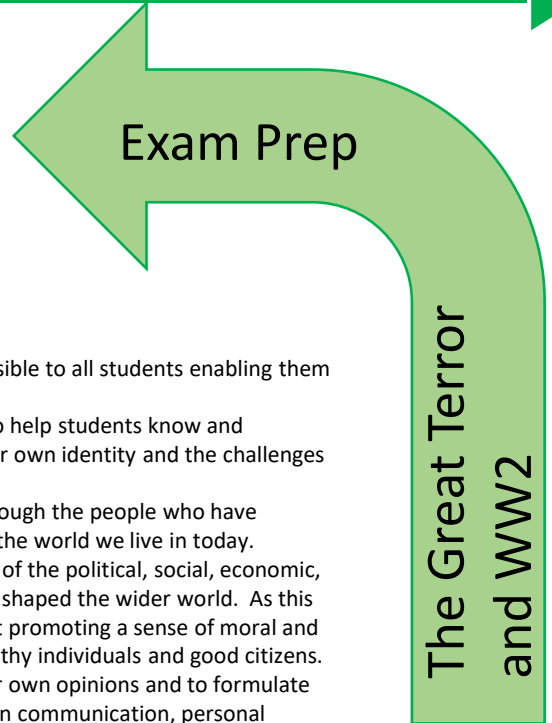 Exam Prep
sible to all students enabling them
o help students know and
r own identity and the challenges
ough the people who have
the world we live in today.
of the political, social, economic,
shaped the wider world.  As this
t promoting a sense of moral and
thy individuals and good citizens.
r own opinions and to formulate
n communication, personal
The Great Terror
and WW2